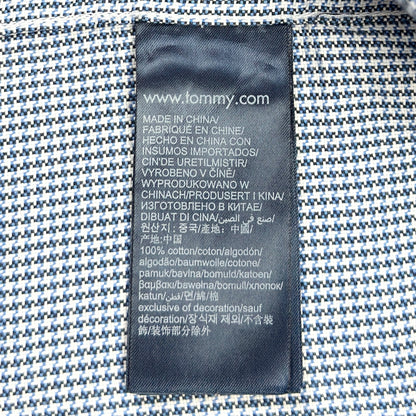 www.tommy.com
MADE IN CHINA/
FABRIQUÉ EN CHINE/
HECHO EN CHINA CON
INSUMOS IMPORTADOS/
CIN'DE URETILMISTIR/
VYROBENO V ČÍNĚ/
WYPRODUKOWANO W
CHINACH/PRODUSERT I KINA/
ИЗГОТОВЛЕНО В КИТАЕ/
DIBUAT DI CINA/صنع في الصين/
원산지 : 중국/產地：中國/
产地:中国
100% cotton/coton/algodón/
algodão/baumwolle/cotone/
pamuk/bavlna/bomuld/katoen/
βαμβακι/bawełna/bomull/хлопок/
katun/قطن/면/綿/棉
exclusive of decoration/sauf
décoration/장식재 제외/不含裝
飾/装饰部分除外